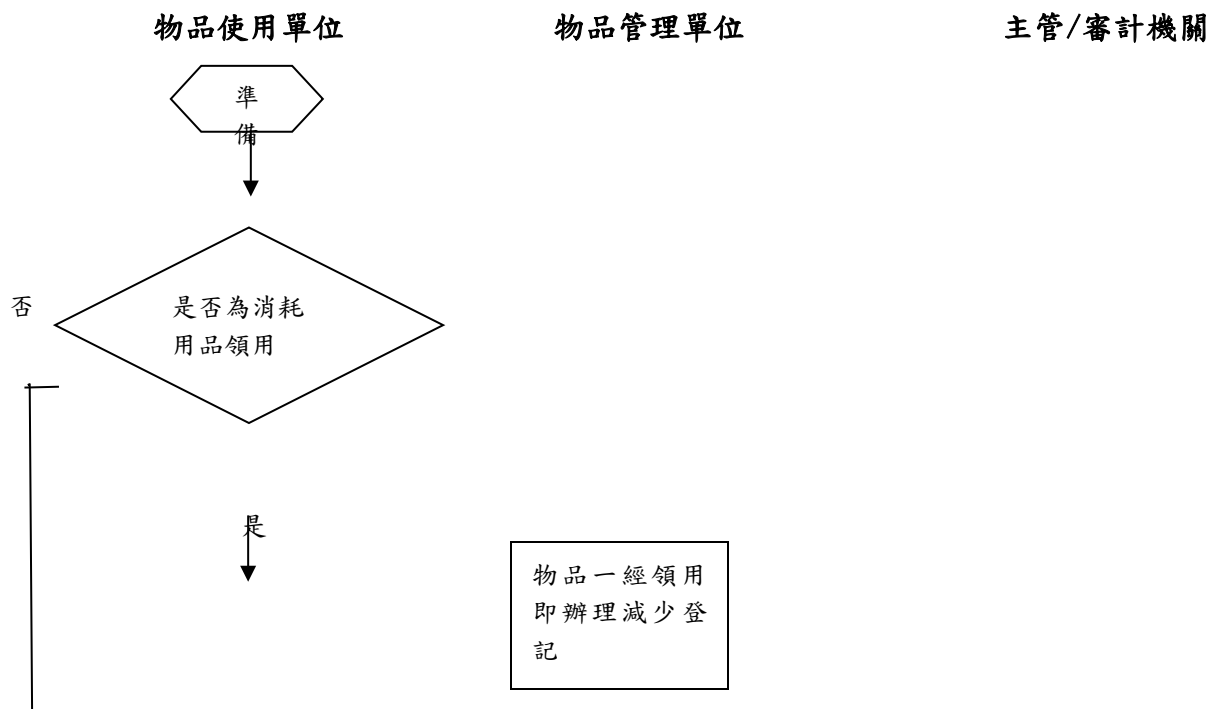 物品使用單位 物品管理單位 主管/審計機關
準
備
否
是否為消耗
用品領用
是
物品一經領用
即辦理減少登
記